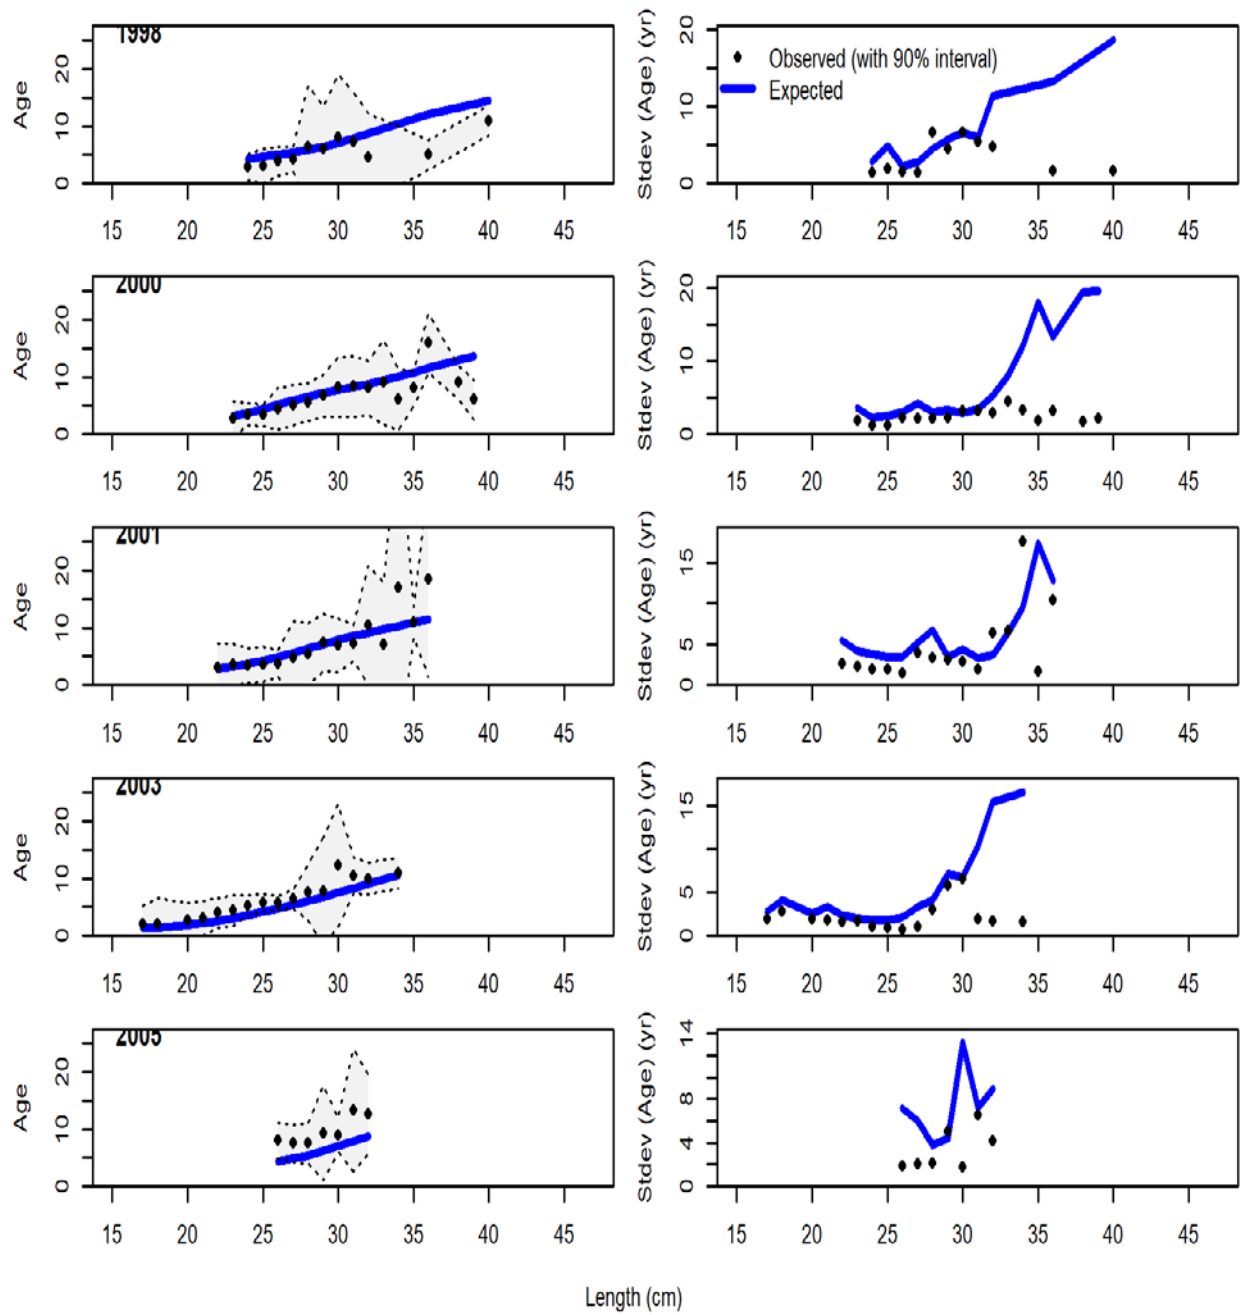 1998
Age
0 10 20
15 20 25 30 35 40 45
Stdev (Age) (yr)
0 10 20
Observed (with 90% interval)
Expected
15 20 25 30 35 40 45
2000
Age
0 10 20
15 20 25 30 35 40 45
Stdev (Age) (yr)
0 10 20
15 20 25 30 35 40 45
2001
Age
0 10 20
15 20 25 30 35 40 45
Stdev (Age) (yr)
0 5 15
15 20 25 30 35 40 45
2003
Age
0 10 20
15 20 25 30 35 40 45
Stdev (Age) (yr)
0 5 15
15 20 25 30 35 40 45
2005
Age
0 10 20
15 20 25 30 35 40 45
Stdev (Age) (yr)
0 4 8 14
15 20 25 30 35 40 45
Length (cm)